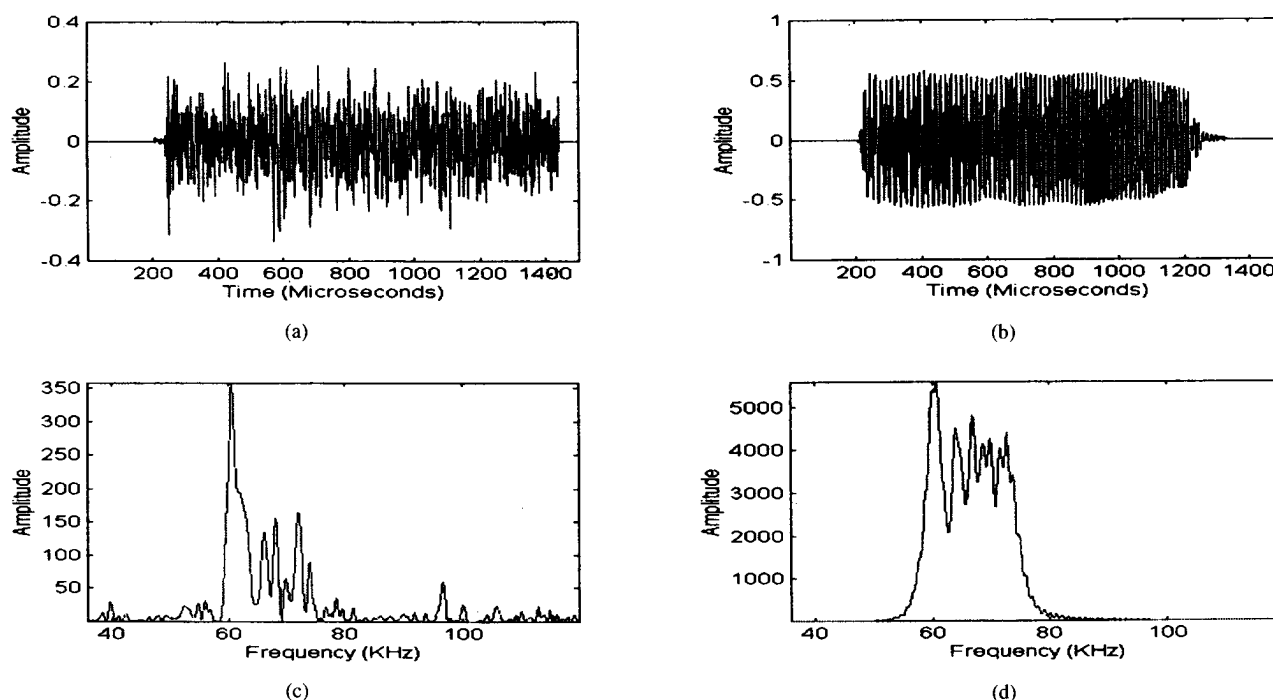 0.4
0.2
0
-0.2
-0.4
Amplitude
200 400 600 800 1000 1200 1400
Time (Microseconds)
(a)
1
0.5
0
-0.5
-1
Amplitude
200 400 600 800 1000 1200 1400
Time (Microseconds)
(b)
350
300
250
200
150
100
50
Amplitude
40 60 80 100
Frequency (KHz)
(c)
5000
4000
3000
2000
1000
Amplitude
40 60 80 100
Frequency (KHz)
(d)